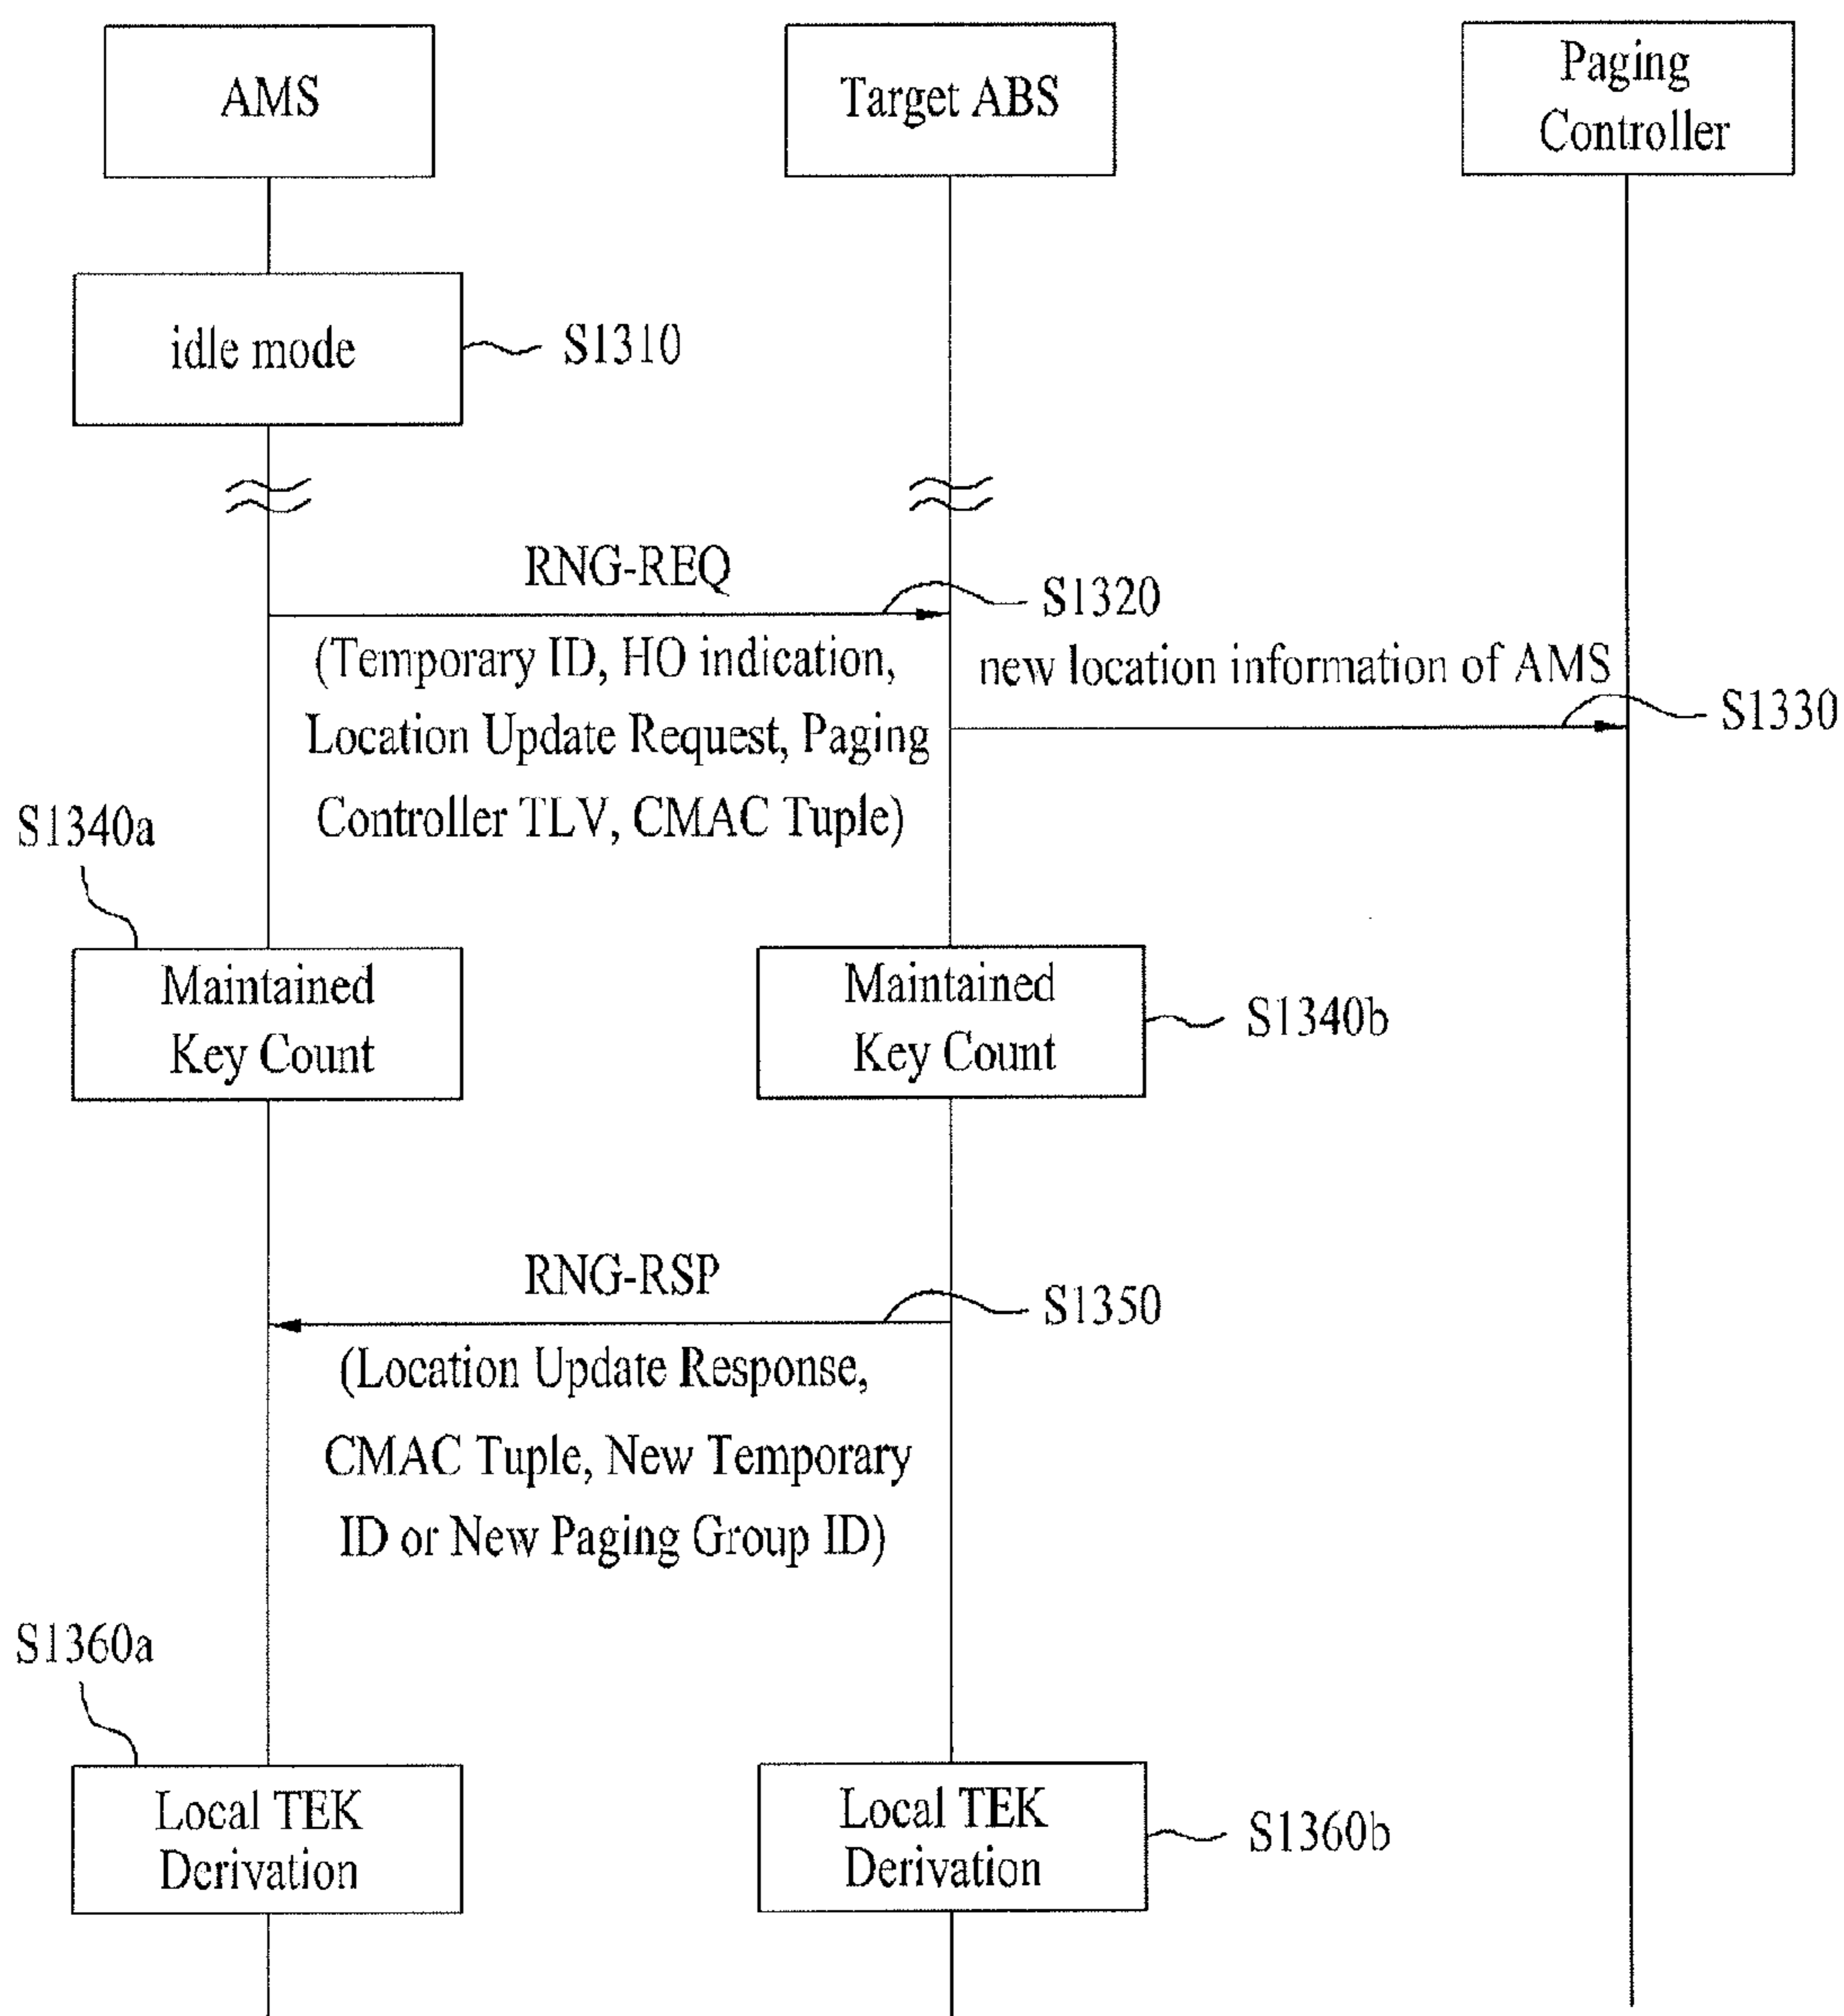 AMS
Target ABS
Paging
Controller
idle mode
S1310
RNG-REQ
S1320
(Temporary ID, HO indication,
Location Update Request, Paging
Controller TLV, CMAC Tuple)
new location information of AMS
S1330
S1340a
Maintained
Key Count
Maintained
Key Count
S1340b
RNG-RSP
S1350
(Location Update Response,
CMAC Tuple, New Temporary
ID or New Paging Group ID)
S1360a
Local TEK
Derivation
Local TEK
Derivation
S1360b